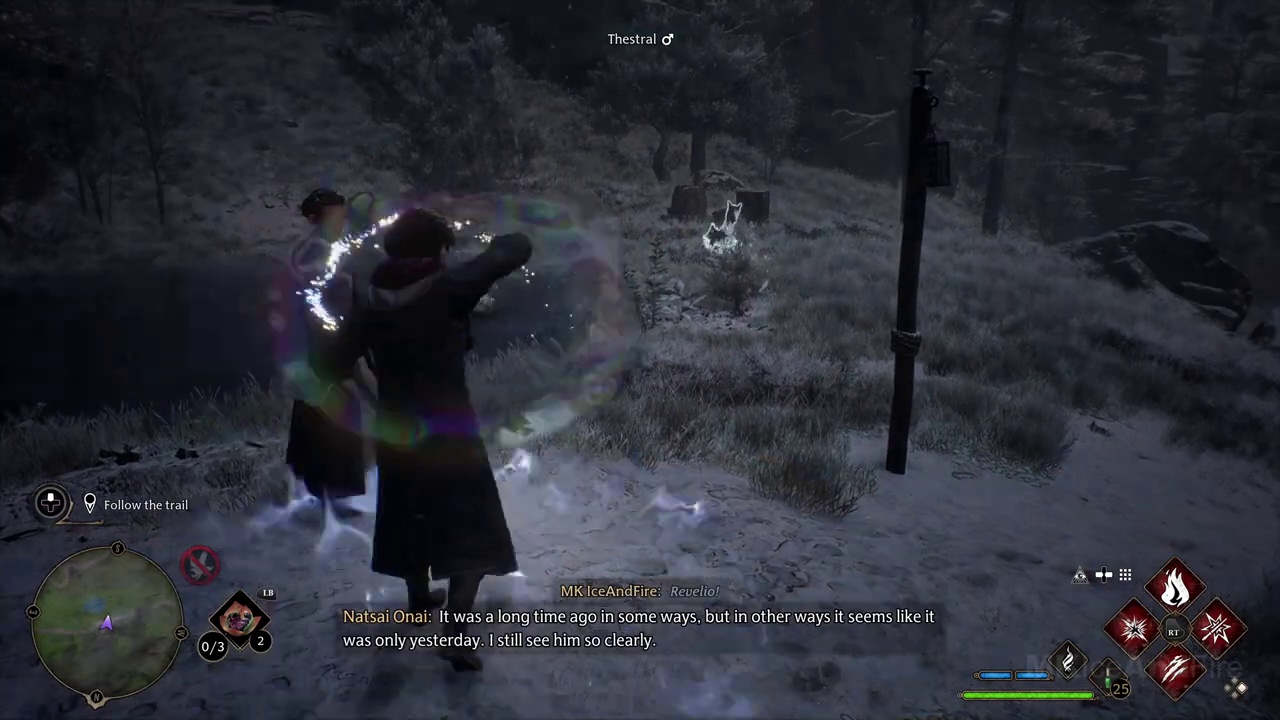 Thestral ♂
Follow the trail
S
LB
0/3
2
N
MK IceAndFire: Revelio!
Natsai Onai: It was a long time ago in some ways, but in other ways it seems like it
was only yesterday. I still see him so clearly.
RT
25